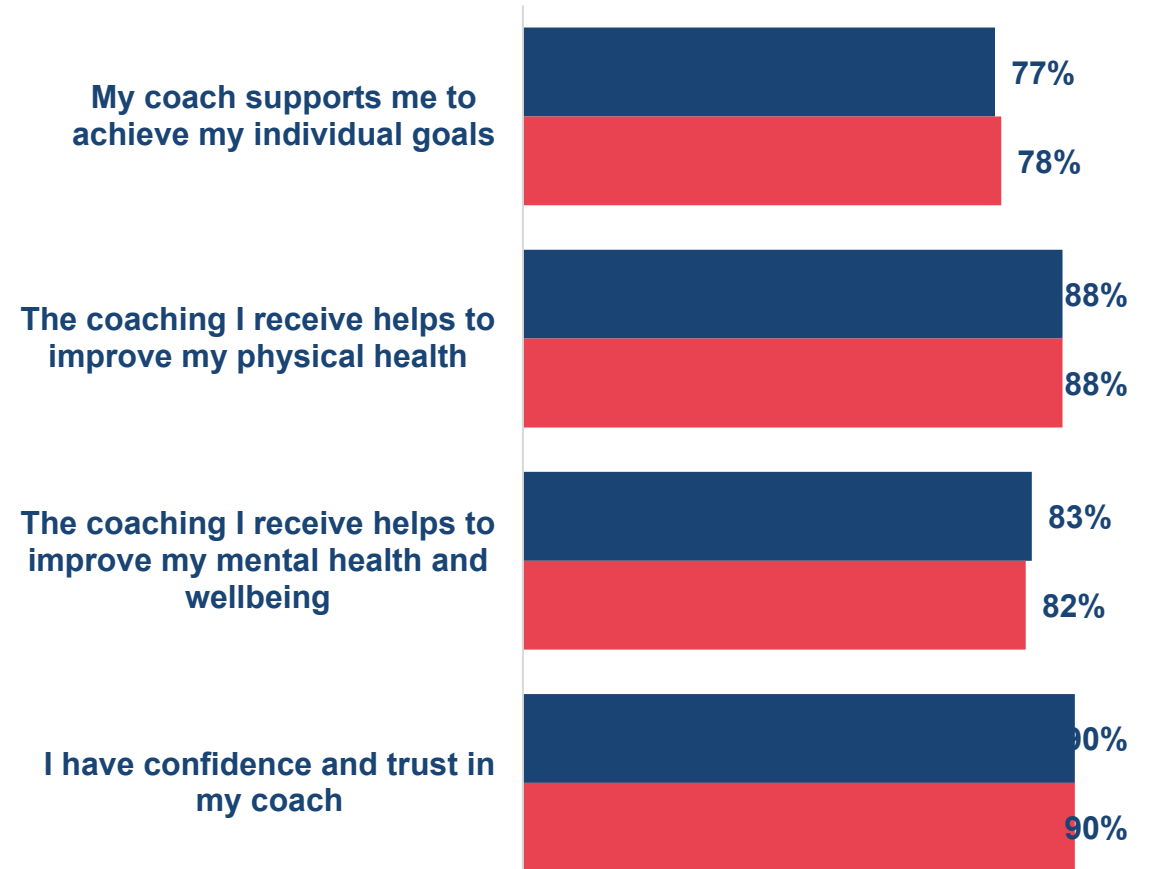 My coach supports me to
achieve my individual goals
77%
78%
The coaching I receive helps to
improve my physical health
88%
88%
The coaching I receive helps to
improve my mental health and
wellbeing
83%
82%
I have confidence and trust in
my coach
90%
90%